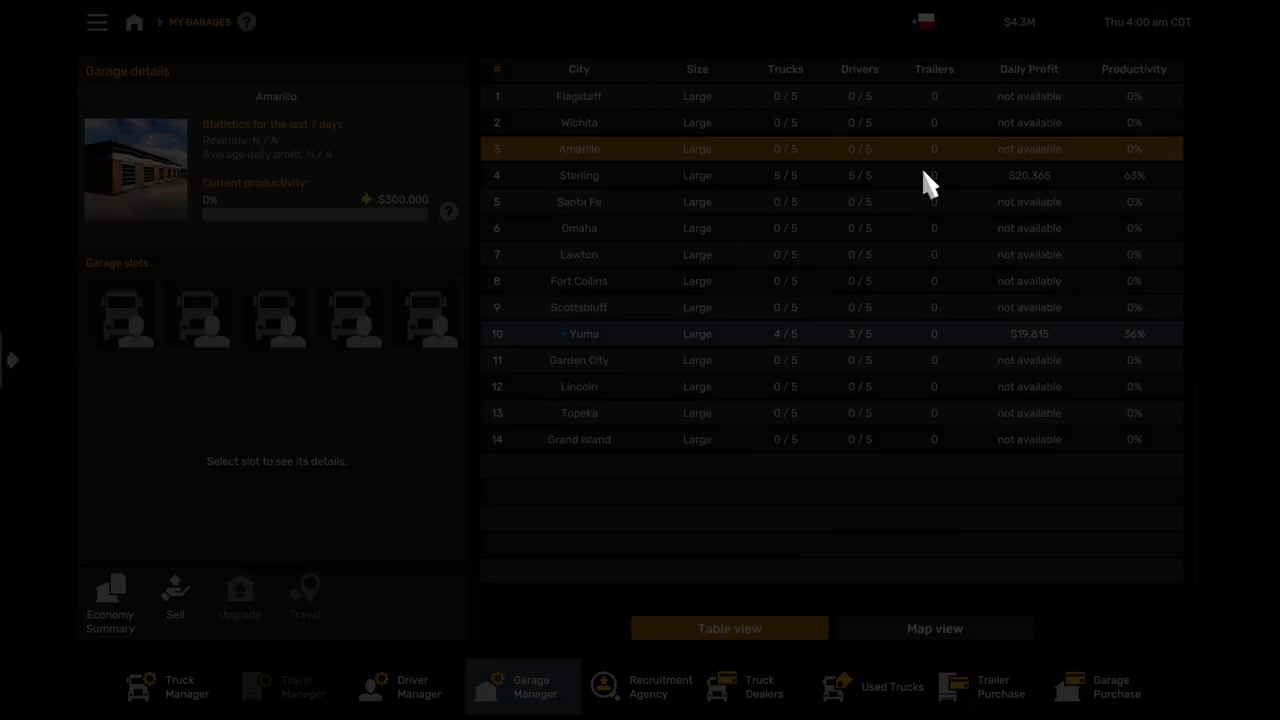 MY GARAGES ?
$4.3M
Thu 4:00 am CDT
Garage details
Amarillo
Statistics for the last 7 days
Revenue: N / A
Average daily profit: N / A
Current productivity:
0% $300,000
?
Garage slots
Select slot to see its details.
Economy Summary
Sell
Upgrade
Travel
# City Size Trucks Drivers Trailers Daily Profit Productivity
1 Flagstaff Large 0 / 5 0 / 5 0 not available 0%
2 Wichita Large 0 / 5 0 / 5 0 not available 0%
3 Amarillo Large 0 / 5 0 / 5 0 not available 0%
4 Sterling Large 5 / 5 5 / 5 0 $20,365 63%
5 Santa Fe Large 0 / 5 0 / 5 0 not available 0%
6 Omaha Large 0 / 5 0 / 5 0 not available 0%
7 Lawton Large 0 / 5 0 / 5 0 not available 0%
8 Fort Collins Large 0 / 5 0 / 5 0 not available 0%
9 Scottsbluff Large 0 / 5 0 / 5 0 not available 0%
10 Yuma Large 4 / 5 3 / 5 0 $19,815 36%
11 Garden City Large 0 / 5 0 / 5 0 not available 0%
12 Lincoln Large 0 / 5 0 / 5 0 not available 0%
13 Topeka Large 0 / 5 0 / 5 0 not available 0%
14 Grand Island Large 0 / 5 0 / 5 0 not available 0%
Table view
Map view
Truck Manager
Trailer Manager
Driver Manager
Garage Manager
Recruitment Agency
Truck Dealers
Used Trucks
Trailer Purchase
Garage Purchase